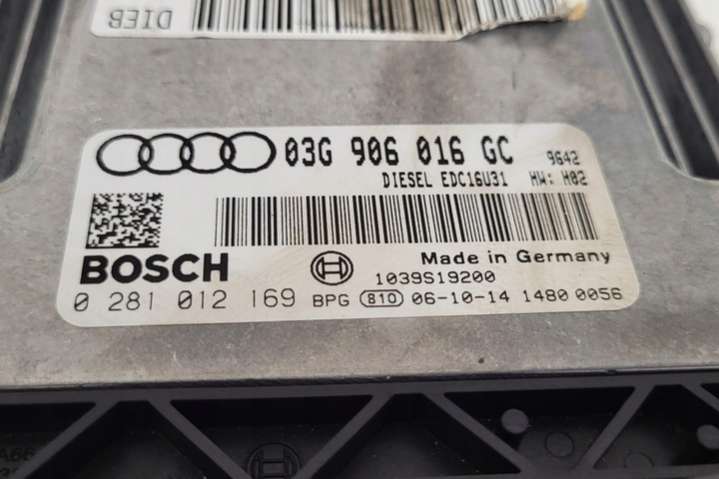 DIEB
03G 906 016 GC 9642
DIESEL EDC16U31 HW: H02
BOSCH
Made in Germany
1039S19200
0 281 012 169 BPG 810 06-10-14 1480 0056